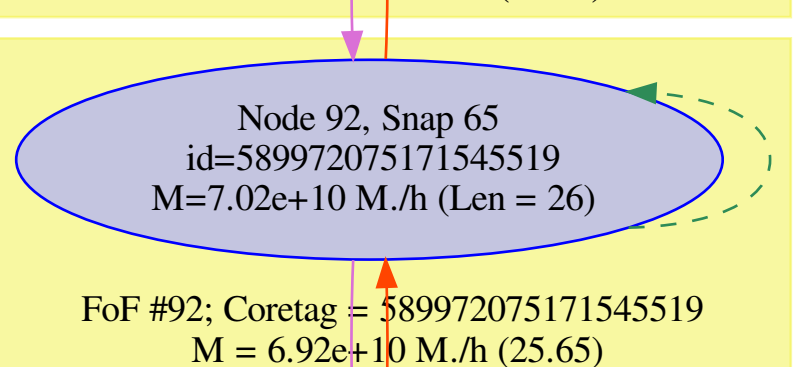 Node 92, Snap 65
id=589972075171545519
M=7.02e+10 M./h (Len = 26)
FoF #92; Coretag = 589972075171545519
M = 6.92e+10 M./h (25.65)